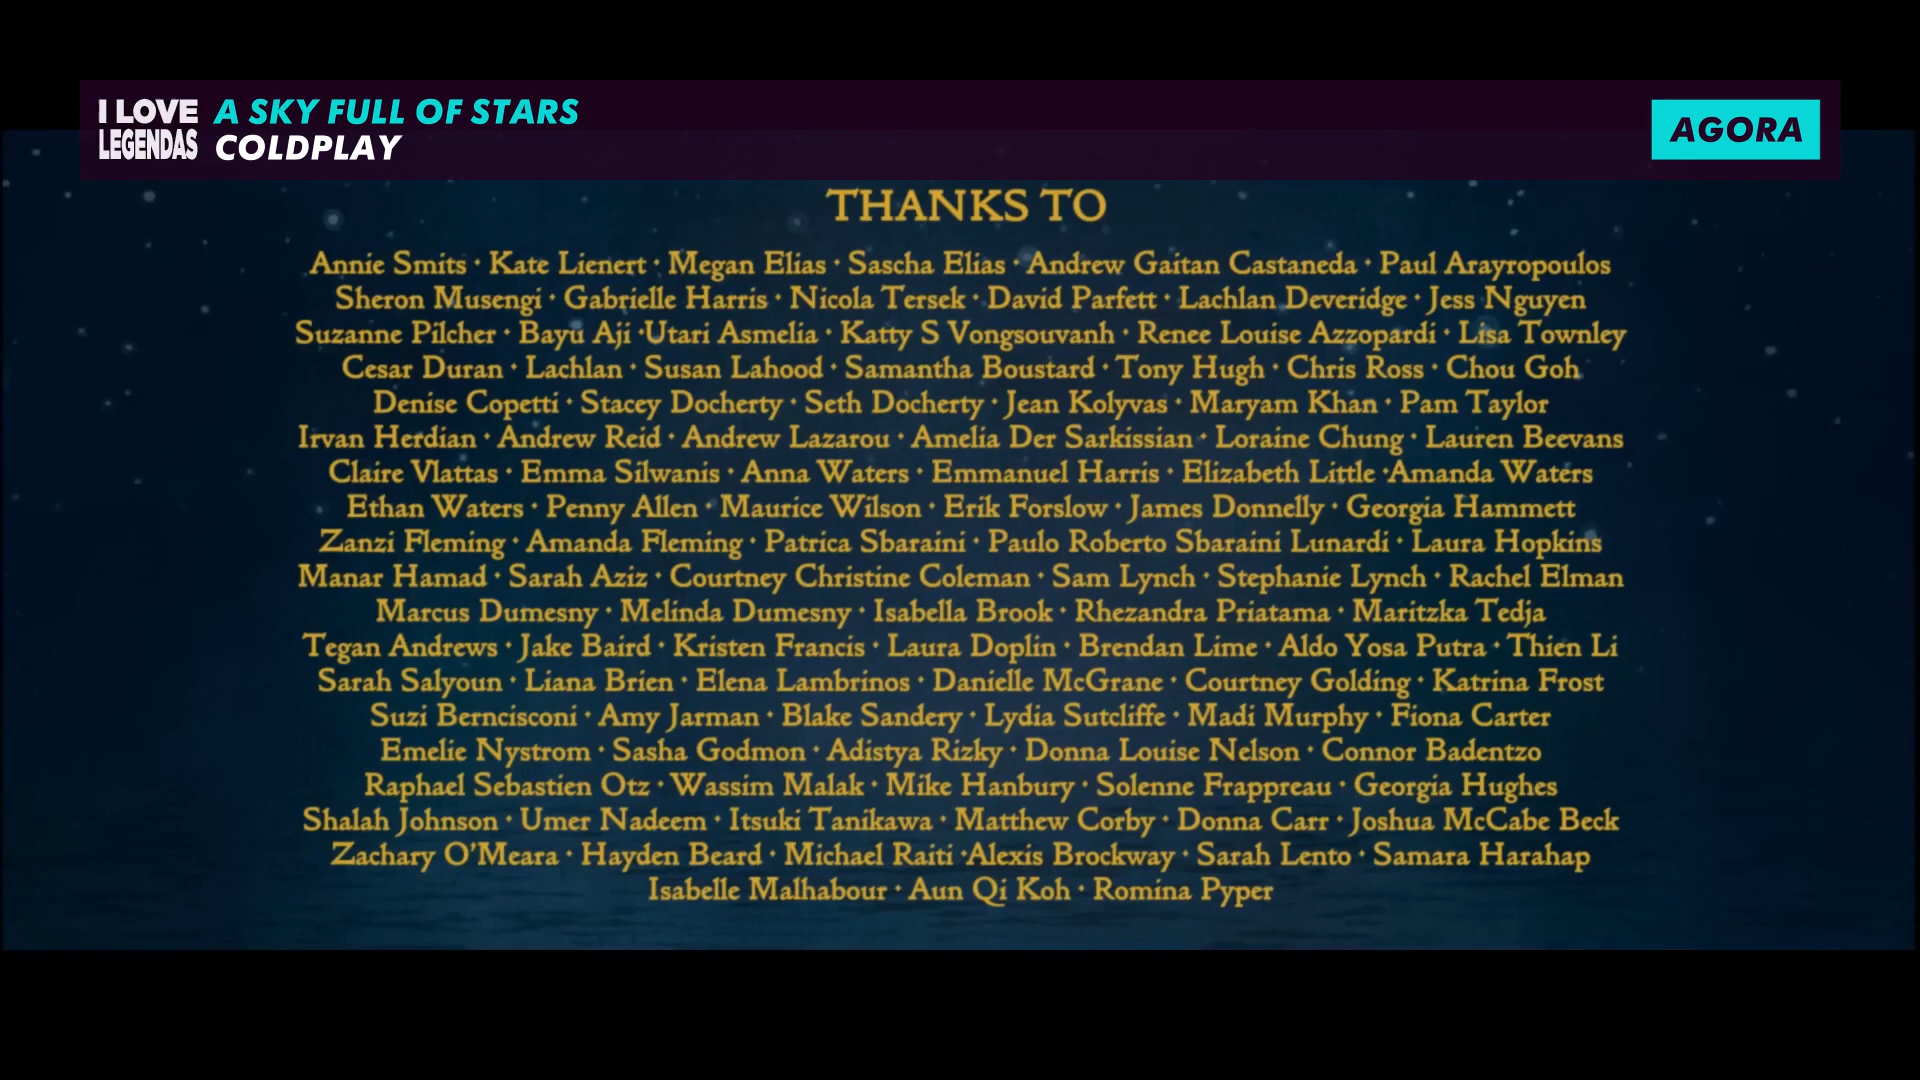 I LOVE
LEGENDAS
A SKY FULL OF STARS
COLDPLAY
AGORA
THANKS TO
Annie Smits · Kate Lienert · Megan Elias · Sascha Elias · Andrew Gaitan Castaneda · Paul Arayropoulos
Sheron Musengi · Gabrielle Harris · Nicola Tersek · David Parfett · Lachlan Deveridge · Jess Nguyen
Suzanne Pilcher · Bayu Aji ·Utari Asmelia · Katty S Vongsouvanh · Renee Louise Azzopardi · Lisa Townley
Cesar Duran · Lachlan · Susan Lahood · Samantha Boustard · Tony Hugh · Chris Ross · Chou Goh
Denise Copetti · Stacey Docherty · Seth Docherty · Jean Kolyvas · Maryam Khan · Pam Taylor
Irvan Herdian · Andrew Reid · Andrew Lazarou · Amelia Der Sarkissian · Loraine Chung · Lauren Beevans
Claire Vlattas · Emma Silwanis · Anna Waters · Emmanuel Harris · Elizabeth Little ·Amanda Waters
Ethan Waters · Penny Allen · Maurice Wilson · Erik Forslow · James Donnelly · Georgia Hammett
Zanzi Fleming · Amanda Fleming · Patrica Sbaraini · Paulo Roberto Sbaraini Lunardi · Laura Hopkins
Manar Hamad · Sarah Aziz · Courtney Christine Coleman · Sam Lynch · Stephanie Lynch · Rachel Elman
Marcus Dumesny · Melinda Dumesny · Isabella Brook · Rhezandra Priatama · Maritzka Tedja
Tegan Andrews · Jake Baird · Kristen Francis · Laura Doplin · Brendan Lime · Aldo Yosa Putra · Thien Li
Sarah Salyoun · Liana Brien · Elena Lambrinos · Danielle McGrane · Courtney Golding · Katrina Frost
Suzi Berncisconi · Amy Jarman · Blake Sandery · Lydia Sutcliffe · Madi Murphy · Fiona Carter
Emelie Nystrom · Sasha Godmon · Adistya Rizky · Donna Louise Nelson · Connor Badentzo
Raphael Sebastien Otz · Wassim Malak · Mike Hanbury · Solenne Frappreau · Georgia Hughes
Shalah Johnson · Umer Nadeem · Itsuki Tanikawa · Matthew Corby · Donna Carr · Joshua McCabe Beck
Zachary O'Meara · Hayden Beard · Michael Raiti ·Alexis Brockway · Sarah Lento · Samara Harahap
Isabelle Malhabour · Aun Qi Koh · Romina Pyper